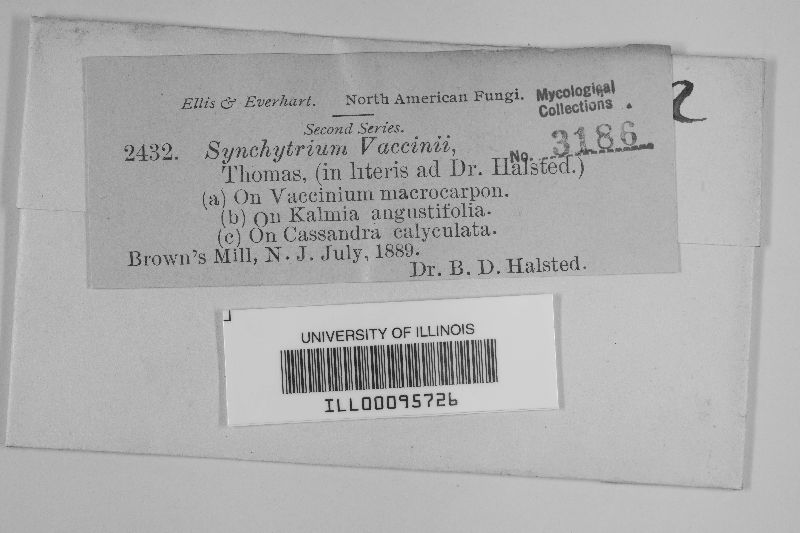 Ellis & Everhart. North American Fungi.
Mycological
Collections.
Second Series.
No. 3186
2432. Synchytrium Vaccinii,
Thomas, (in literis ad Dr. Halsted.)
(a) On Vaccinium macrocarpon.
(b) On Kalmia angustifolia.
(c) On Cassandra calyculata.
Brown's Mill, N. J. July, 1889.
Dr. B. D. Halsted.
UNIVERSITY OF ILLINOIS
ILL00095726